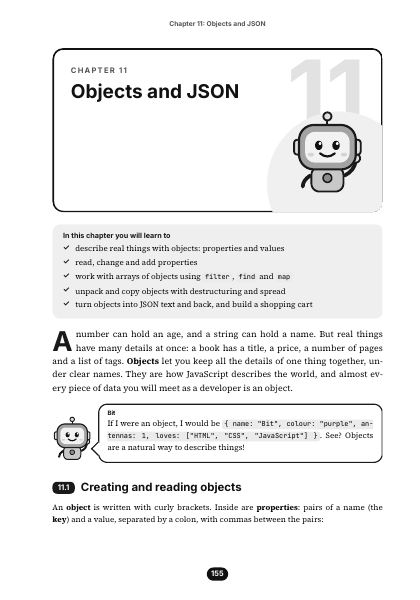 Chapter 11: Objects and JSON
CHAPTER 11
11
Objects and JSON
In this chapter you will learn to
✓ describe real things with objects: properties and values
✓ read, change and add properties
✓ work with arrays of objects using filter, find and map
✓ unpack and copy objects with destructuring and spread
✓ turn objects into JSON text and back, and build a shopping cart
A number can hold an age, and a string can hold a name. But real things
have many details at once: a book has a title, a price, a number of pages
and a list of tags. Objects let you keep all the details of one thing together, un-
der clear names. They are how JavaScript describes the world, and almost ev-
ery piece of data you will meet as a developer is an object.
Bit
If I were an object, I would be { name: "Bit", colour: "purple", an-
tennas: 1, loves: ["HTML", "CSS", "JavaScript"] }. See? Objects
are a natural way to describe things!
11.1 Creating and reading objects
An object is written with curly brackets. Inside are properties: pairs of a name (the
key) and a value, separated by a colon, with commas between the pairs:
155